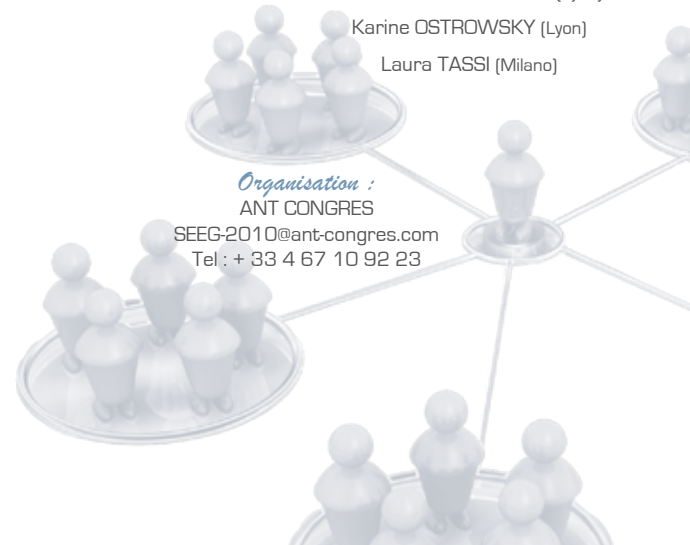 Karine OSTROWSKY (Lyon)
Laura TASSI (Milano)
Organisation :
ANT CONGRES
SEEG-2010@ant-congres.com
Tel : + 33 4 67 10 92 23